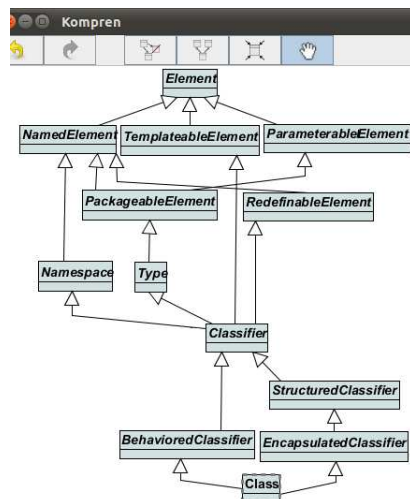 Kompren
Element
NamedElement TemplateableElement ParameterableElement
PackageableElement RedefinableElement
Namespace Type
Classifier
StructuredClassifier
BehavioredClassifier EncapsulatedClassifier
Class